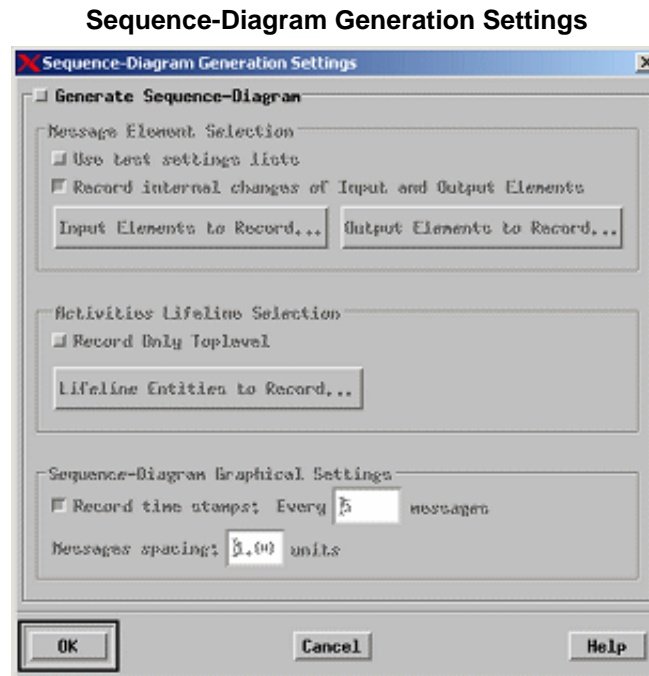 Sequence-Diagram Generation Settings
Sequence-Diagram Generation Settings
Generate Sequence-Diagram
Message Element Selection
Use test settings lists
Record internal changes of Input and Output Elements
Input Elements to Record... Output Elements to Record...
Activities Lifeline Selection
Record Only Toplevel
Lifeline Entities to Record...
Sequence-Diagram Graphical Settings
Record time stamps: Every 5 messages
Messages spacing: units
OK Cancel Help